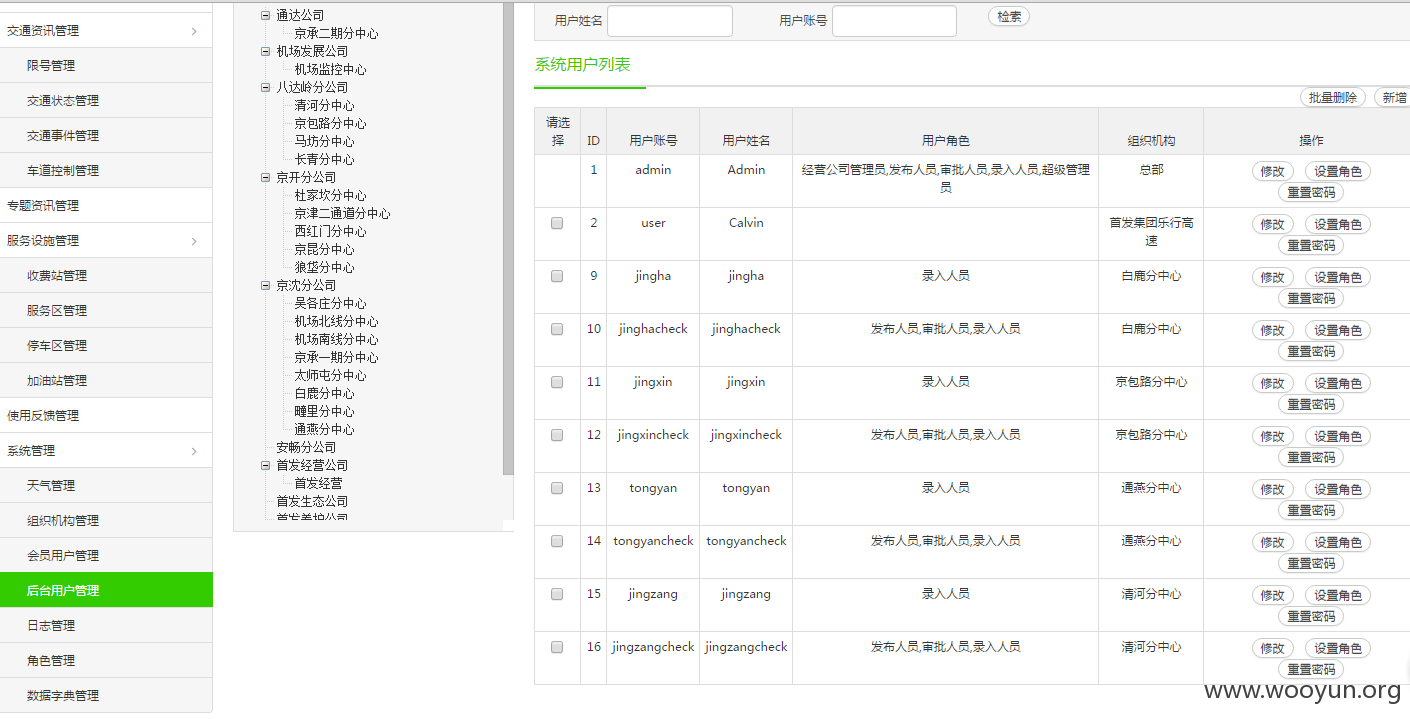 交通资讯管理
限号管理
交通状态管理
交通事件管理
车道控制管理
专题资讯管理
服务设施管理
收费站管理
服务区管理
停车区管理
加油站管理
使用反馈管理
系统管理
天气管理
组织机构管理
会员用户管理
后台用户管理
日志管理
角色管理
数据字典管理
通达公司
京承二期分中心
机场发展公司
机场监控中心
八达岭分公司
清河分中心
京包路分中心
马坊分中心
长青分中心
京开分公司
杜家坎分中心
京津二通道分中心
西红门分中心
京昆分中心
狼垡分中心
京沈分公司
吴各庄分中心
机场北线分中心
机场南线分中心
京承一期分中心
太师屯分中心
白鹿分中心
疃里分中心
通燕分中心
安畅分公司
首发经营公司
首发经营
首发生态公司
首发养护公司
用户姓名 用户账号 检索
系统用户列表
批量删除 新增
请选
择 ID 用户账号 用户姓名 用户角色 组织机构 操作
1 admin Admin 经营公司管理员,发布人员,审批人员,录入人员,超级管理 总部 修改 设置角色
员 重置密码
2 user Calvin 首发集团乐行高 修改 设置角色
速 重置密码
9 jingha jingha 录入人员 白鹿分中心 修改 设置角色
重置密码
10 jinghacheck jinghacheck 发布人员,审批人员,录入人员 白鹿分中心 修改 设置角色
重置密码
11 jingxin jingxin 录入人员 京包路分中心 修改 设置角色
重置密码
12 jingxincheck jingxincheck 发布人员,审批人员,录入人员 京包路分中心 修改 设置角色
重置密码
13 tongyan tongyan 录入人员 通燕分中心 修改 设置角色
重置密码
14 tongyancheck tongyancheck 发布人员,审批人员,录入人员 通燕分中心 修改 设置角色
重置密码
15 jingzang jingzang 录入人员 清河分中心 修改 设置角色
重置密码
16 jingzangcheck jingzangcheck 发布人员,审批人员,录入人员 清河分中心 修改 设置角色
重置密码
www.wooyun.org